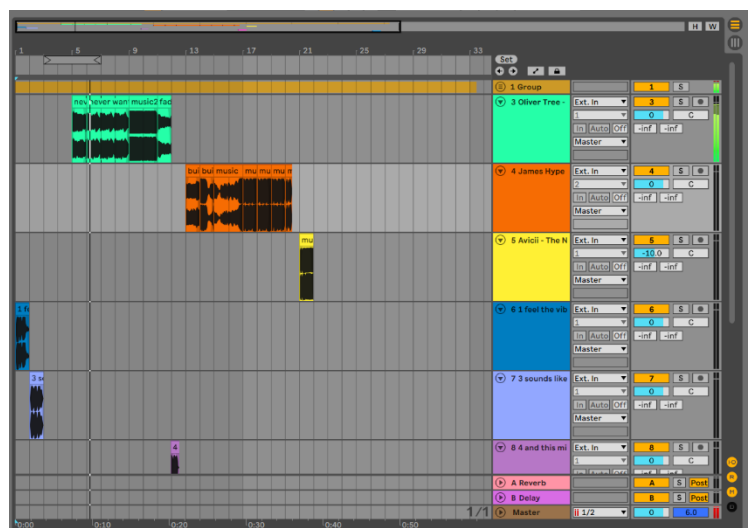 H W
1 5 9 13 17 21 25 29 33
Set
1 Group 1 S
nev never wan music2 fad
3 Oliver Tree - Ext. In 3 S
1 0 C
In Auto Off -inf -inf
Master
bui bui music mu mu mu m
4 James Hype Ext. In 4 S
2 0 C
In Auto Off -inf -inf
Master
mu
5 Avicii - The N Ext. In 5 S
1 -10.0 C
In Auto Off -inf -inf
Master
1 fe
6 1 feel the vib Ext. In 6 S
1 0 C
In Auto Off -inf -inf
Master
3 s
7 3 sounds like Ext. In 7 S
1 0 C
In Auto Off -inf -inf
Master
4
8 4 and this mi Ext. In 8 S
1 0 C
A Reverb A S Post
B Delay B S Post
1/1 Master 1/2 0 6.0
0:00 0:10 0:20 0:30 0:40 0:50